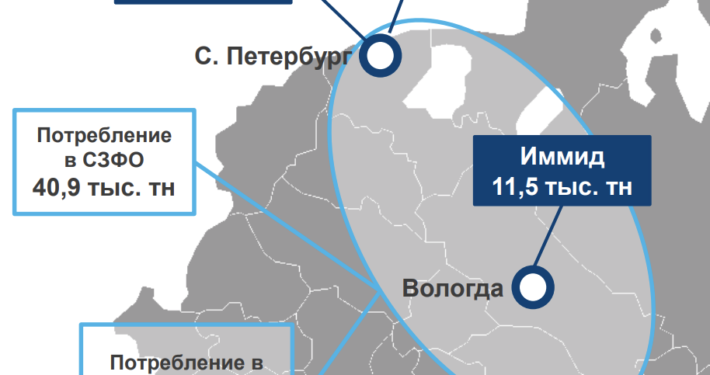 С. Петербург
Потребление
в СЗФО
40,9 тыс. тн
Иммид
11,5 тыс. тн
Вологда
Потребление в